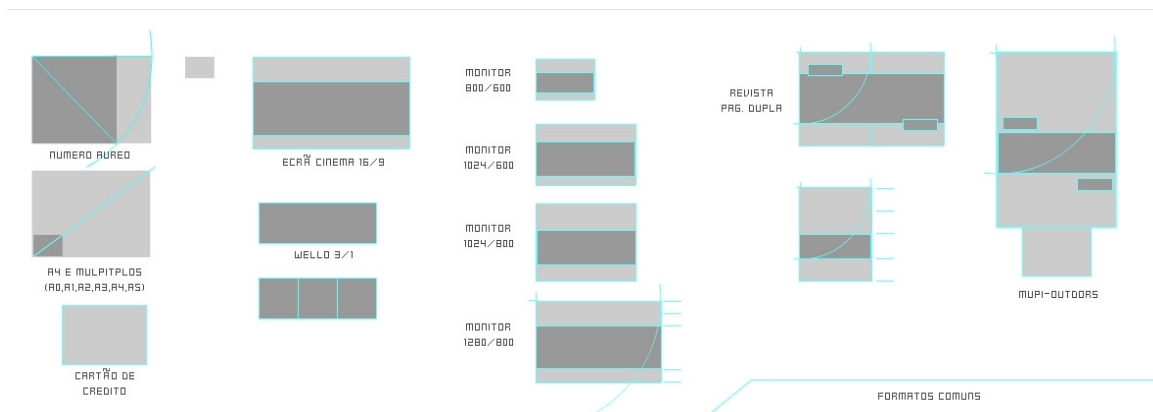 NUMERO AUREO
A4 E MULPITPLOS
(A0,A1,A2,A3,A4,A5)
CARTÃO DE
CREDITO
ECRÃ CINEMA 16/9
WELLO 3/1
MONITOR
800/600
MONITOR
1024/600
MONITOR
1024/800
MONITOR
1280/800
REVISTA
PAG. DUPLA
MUPI-OUTDORS
FORMATOS COMUNS